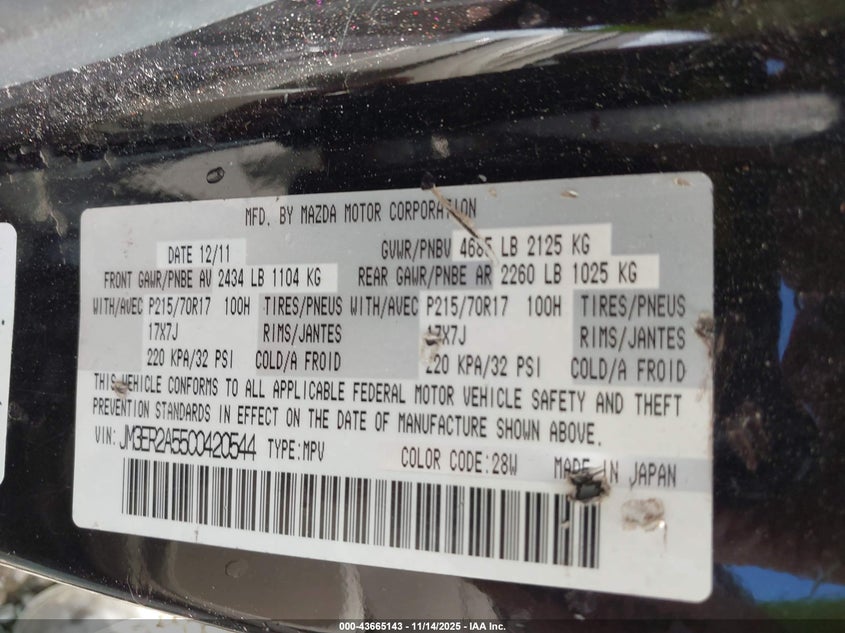 MFD. BY MAZDA MOTOR CORPORATION
DATE 12/11 GVWR/PNBV 4685 LB 2125 KG
FRONT GAWR/PNBE AV 2434 LB 1104 KG REAR GAWR/PNBE AR 2260 LB 1025 KG
WITH/AVEC P215/70R17 100H TIRES/PNEUS WITH/AVEC P215/70R17 100H TIRES/PNEUS
17X7J RIMS/JANTES 17X7J RIMS/JANTES
220 KPA/32 PSI COLD/A FROID 220 KPA/32 PSI COLD/A FROID
THIS VEHICLE CONFORMS TO ALL APPLICABLE FEDERAL MOTOR VEHICLE SAFETY AND THEFT
PREVENTION STANDARDS IN EFFECT ON THE DATE OF MANUFACTURE SHOWN ABOVE.
VIN: JM3ER2A55C0420544 TYPE:MPV COLOR CODE:28W MADE IN JAPAN
000-43665143 - 11/14/2025 - IAA Inc.